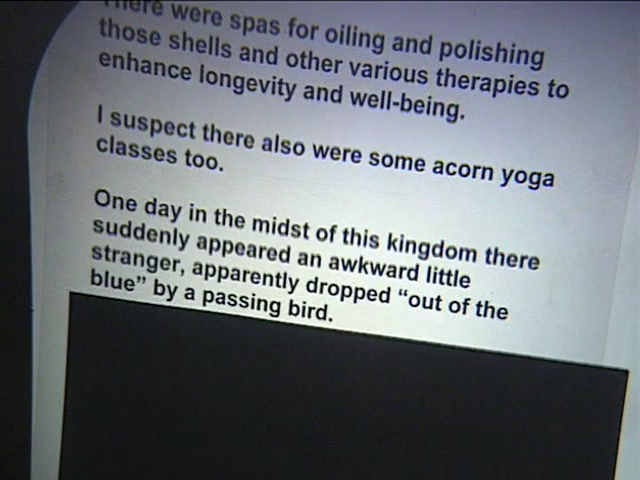 There were spas for oiling and polishing
those shells and other various therapies to
enhance longevity and well-being.
I suspect there also were some acorn yoga
classes too.
One day in the midst of this kingdom there
suddenly appeared an awkward little
stranger, apparently dropped “out of the
blue” by a passing bird.